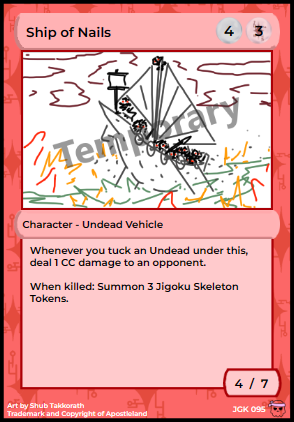 Ship of Nails
4 3
Temporary
Character - Undead Vehicle
Whenever you tuck an Undead under this,
deal 1 CC damage to an opponent.
When killed: Summon 3 Jigoku Skeleton
Tokens.
4 / 7
Art by Shub Takkorath
Trademark and Copyright of Apostleland
JGK 095